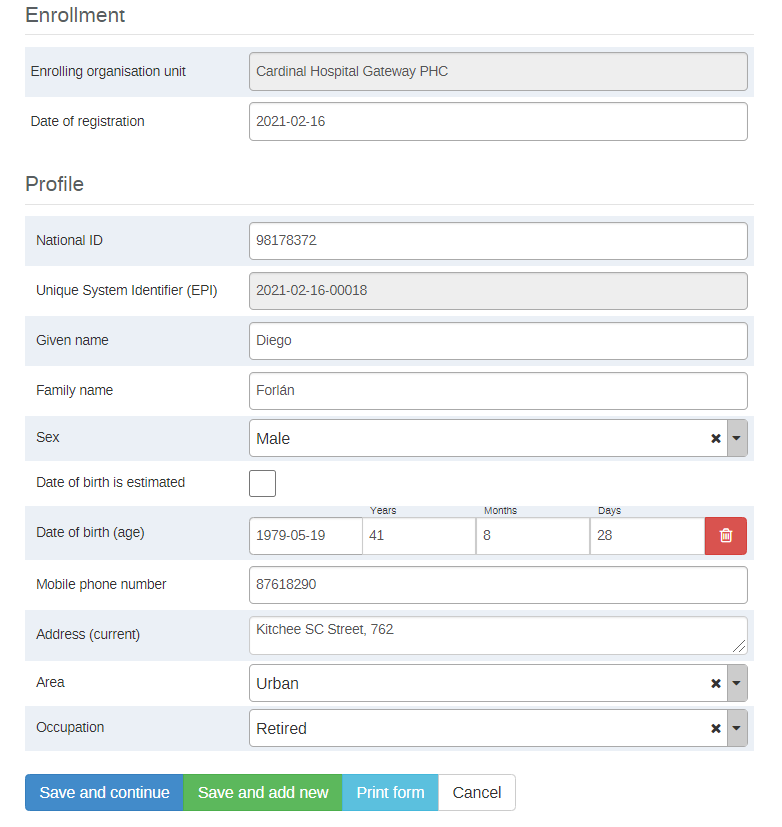 Enrollment
Enrolling organisation unit Cardinal Hospital Gateway PHC
Date of registration 2021-02-16
Profile
National ID 98178372
Unique System Identifier (EPI) 2021-02-16-00018
Given name Diego
Family name Forlán
Sex Male
Date of birth is estimated
Years Months Days
Date of birth (age) 1979-05-19 41 8 28
Mobile phone number 87618290
Address (current) Kitchee SC Street, 762
Area Urban
Occupation Retired
Save and continue Save and add new Print form Cancel